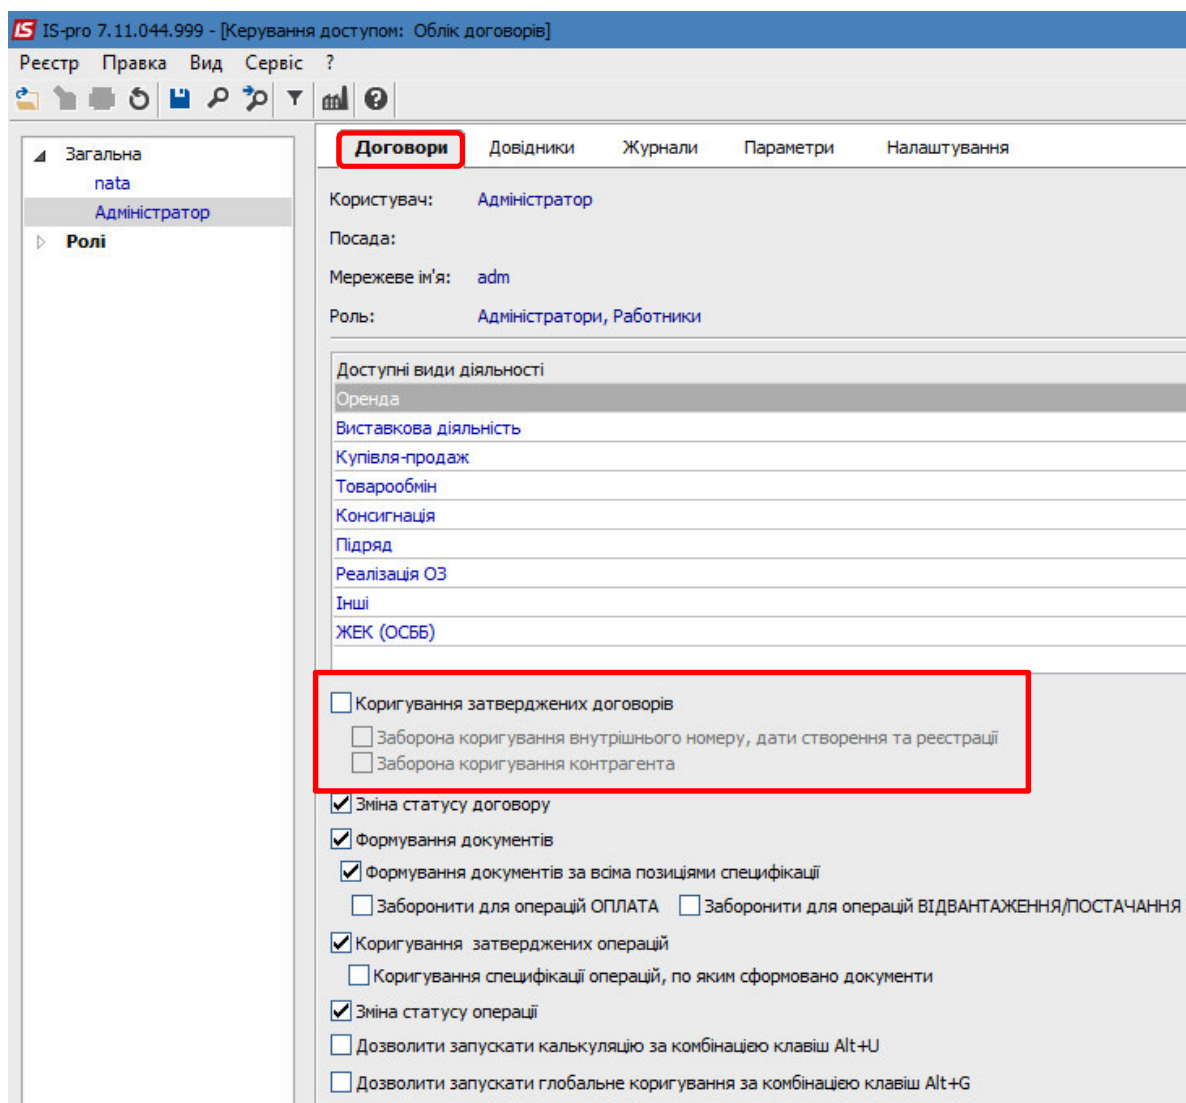 IS IS-pro 7.11.044.999 - [Керування доступом: Облік договорів]
Реєстр Правка Вид Сервіс ?
Загальна
nata
Адміністратор
Ролі
Договори Довідники Журнали Параметри Налаштування
Користувач: Адміністратор
Посада:
Мережеве ім'я: adm
Роль: Адміністратори, Работники
Доступні види діяльності
Оренда
Виставкова діяльність
Купівля-продаж
Товарообмін
Консигнація
Підряд
Реалізація ОЗ
Інші
ЖЕК (ОСББ)
Коригування затверджених договорів
Заборона коригування внутрішнього номеру, дати створення та реєстрації
Заборона коригування контрагента
Зміна статусу договору
Формування документів
Формування документів за всіма позиціями специфікації
Заборонити для операцій ОПЛАТА Заборонити для операцій ВІДВАНТАЖЕННЯ/ПОСТАЧАННЯ
Коригування затверджених операцій
Коригування специфікації операцій, по яким сформовано документи
Зміна статусу операції
Дозволити запускати калькуляцію за комбінацією клавіш Alt+U
Дозволити запускати глобальне коригування за комбінацією клавіш Alt+G